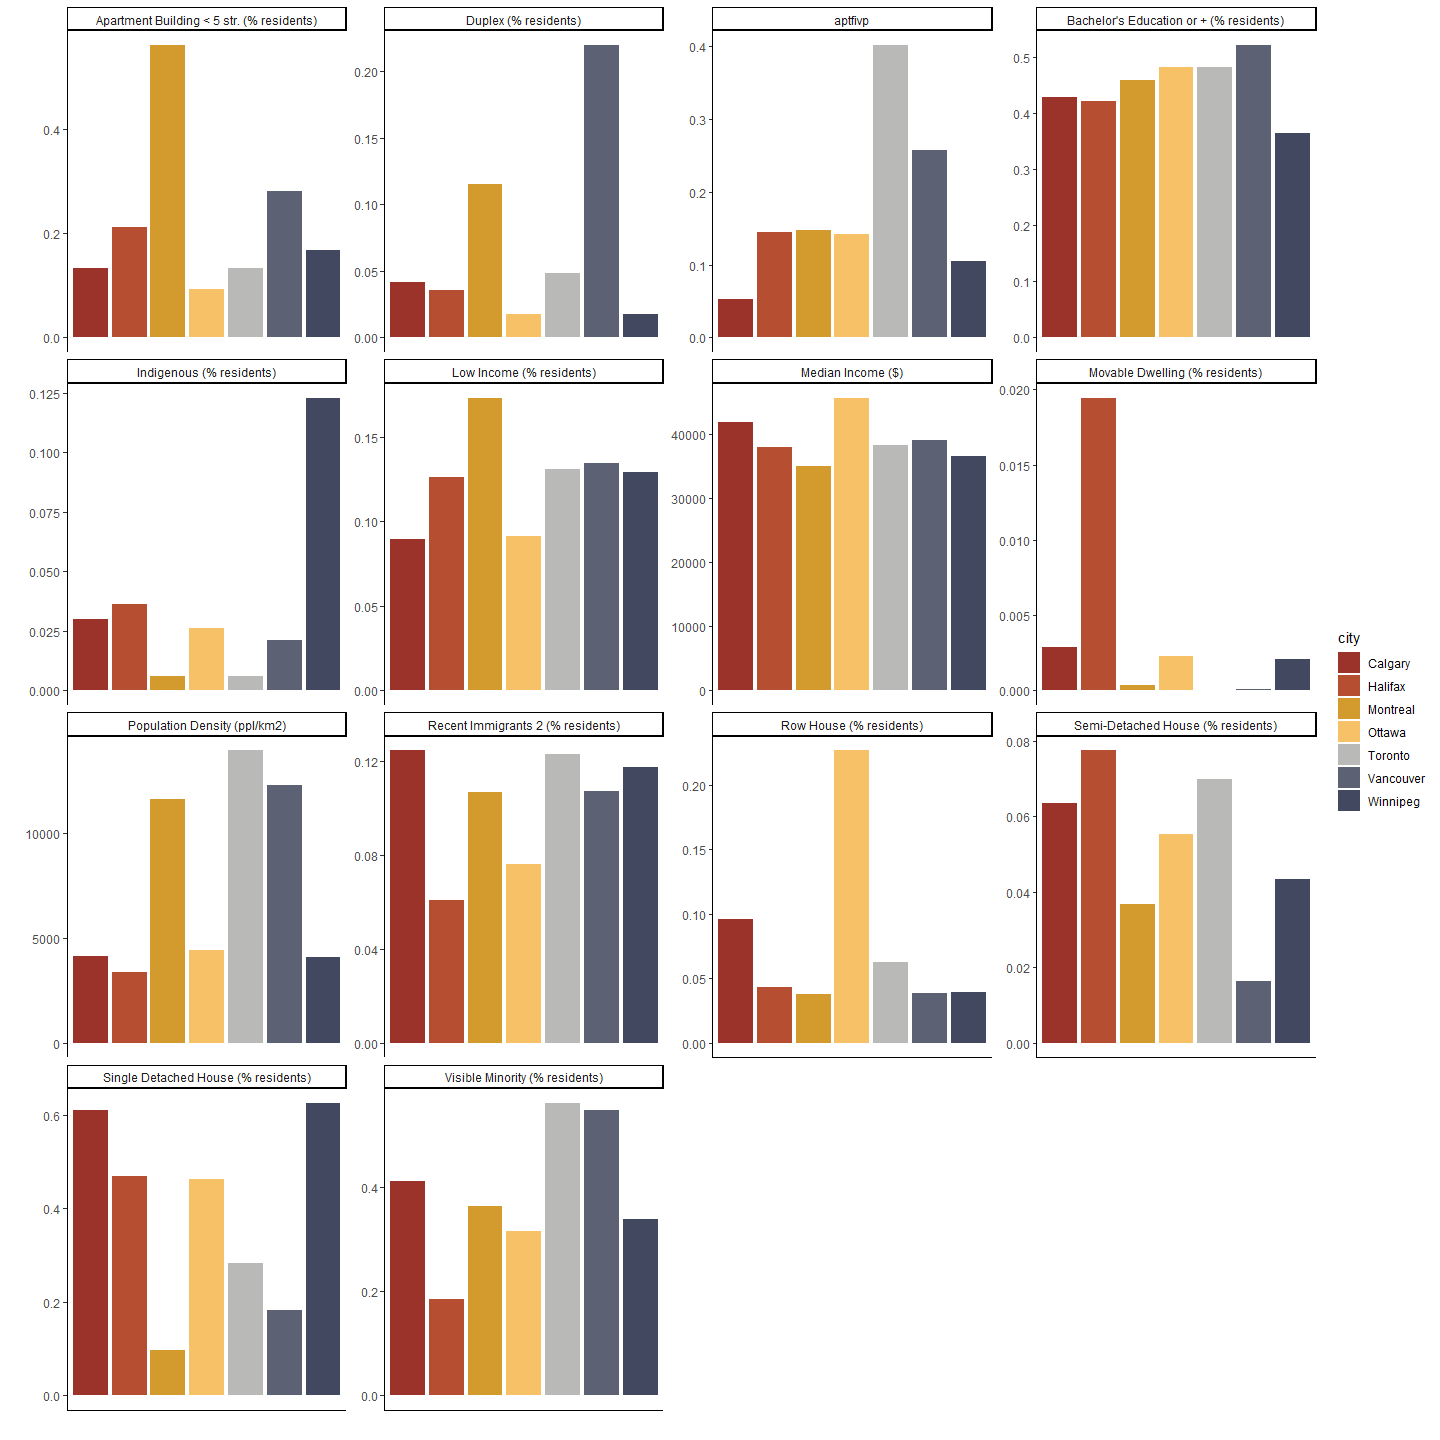 Apartment Building < 5 str. (% residents)
0.4
0.2
0.0
Duplex (% residents)
0.20
0.15
0.10
0.05
0.00
aptfivp
0.4
0.3
0.2
0.1
0.0
Bachelor's Education or + (% residents)
0.5
0.4
0.3
0.2
0.1
0.0
Indigenous (% residents)
0.125
0.100
0.075
0.050
0.025
0.000
Low Income (% residents)
0.15
0.10
0.05
0.00
Median Income ($)
40000
30000
20000
10000
0
Movable Dwelling (% residents)
0.020
0.015
0.010
0.005
0.000
Population Density (ppl/km2)
10000
5000
0
Recent Immigrants 2 (% residents)
0.12
0.08
0.04
0.00
Row House (% residents)
0.20
0.15
0.10
0.05
0.00
Semi-Detached House (% residents)
0.08
0.06
0.04
0.02
0.00
Single Detached House (% residents)
0.6
0.4
0.2
0.0
Visible Minority (% residents)
0.4
0.2
0.0
city
Calgary
Halifax
Montreal
Ottawa
Toronto
Vancouver
Winnipeg